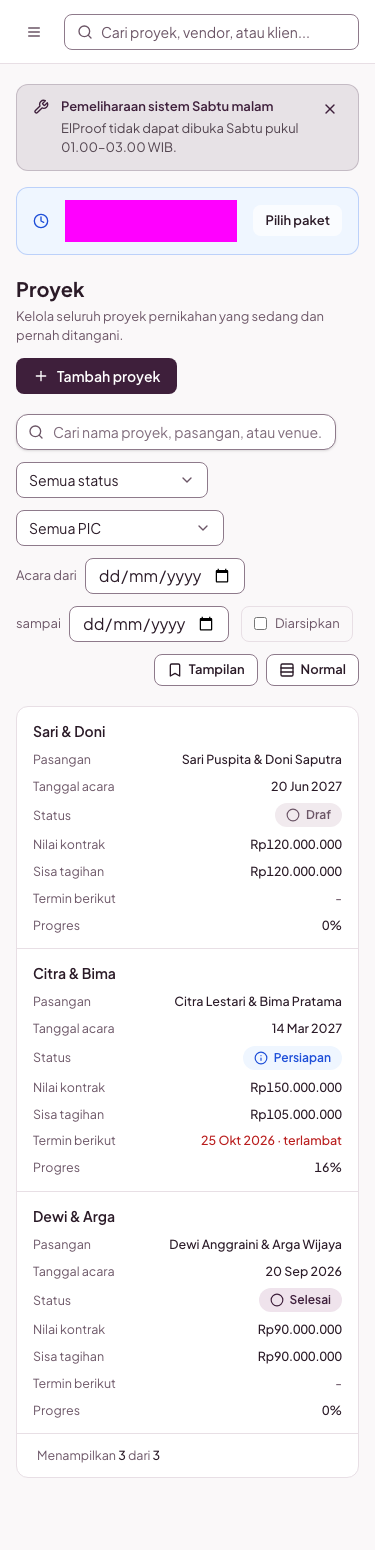 Cari proyek, vendor, atau klien...
Pemeliharaan sistem Sabtu malam
ElProof tidak dapat dibuka Sabtu pukul
01.00–03.00 WIB.
Pilih paket
Proyek
Kelola seluruh proyek pernikahan yang sedang dan
pernah ditangani.
Tambah proyek
Cari nama proyek, pasangan, atau venue.
Semua status
Semua PIC
Acara dari dd/mm/yyyy
sampai dd/mm/yyyy Diarsipkan
Tampilan Normal
Sari & Doni
Pasangan Sari Puspita & Doni Saputra
Tanggal acara 20 Jun 2027
Status Draf
Nilai kontrak Rp120.000.000
Sisa tagihan Rp120.000.000
Termin berikut -
Progres 0%
Citra & Bima
Pasangan Citra Lestari & Bima Pratama
Tanggal acara 14 Mar 2027
Status Persiapan
Nilai kontrak Rp150.000.000
Sisa tagihan Rp105.000.000
Termin berikut 25 Okt 2026 · terlambat
Progres 16%
Dewi & Arga
Pasangan Dewi Anggraini & Arga Wijaya
Tanggal acara 20 Sep 2026
Status Selesai
Nilai kontrak Rp90.000.000
Sisa tagihan Rp90.000.000
Termin berikut -
Progres 0%
Menampilkan 3 dari 3